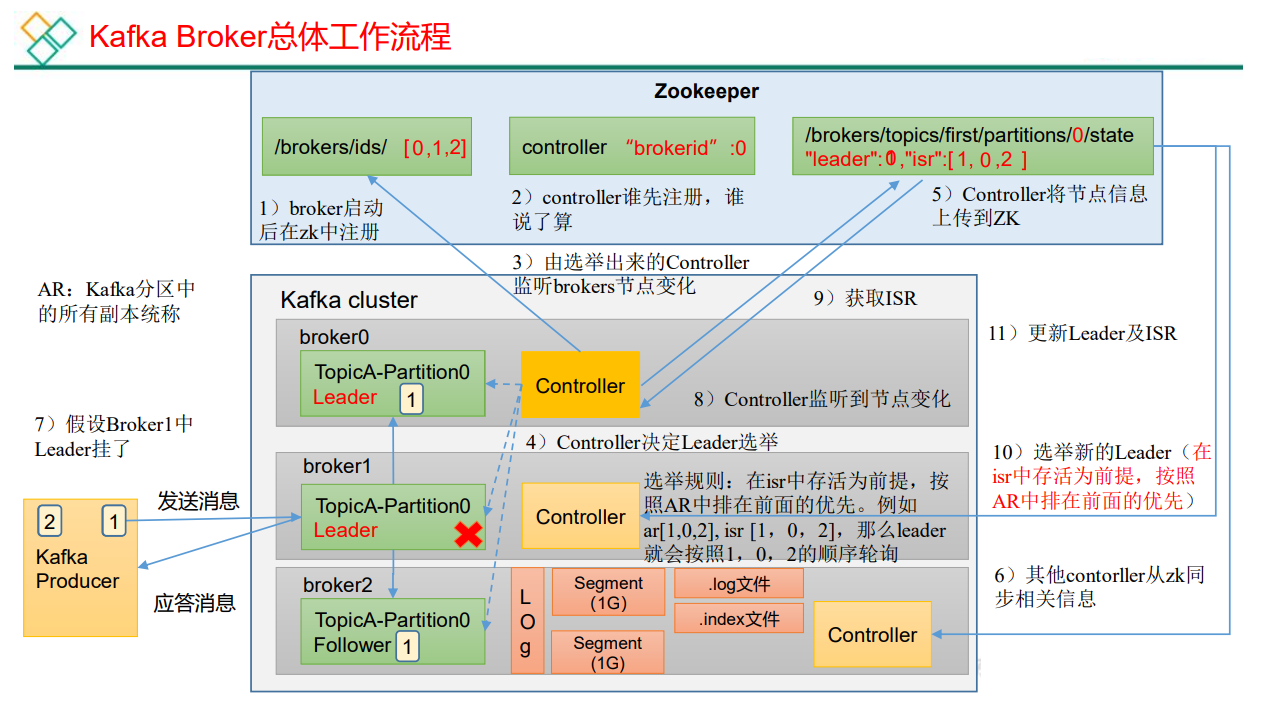 Kafka Broker总体工作流程
Zookeeper
/brokers/ids/ [0,1,2]
controller “brokerid”:0
/brokers/topics/first/partitions/0/state
"leader": ,"isr":[ 1, 0 ,2 ]
1）broker启动
后在zk中注册
2）controller谁先注册，谁
说了算
5）Controller将节点信息
上传到ZK
3）由选举出来的Controller
监听brokers节点变化
AR：Kafka分区中
的所有副本统称
Kafka cluster
9）获取ISR
11）更新Leader及ISR
broker0
TopicA-Partition0
Leader 1
Controller
8）Controller监听到节点变化
7）假设Broker1中
Leader挂了
4）Controller决定Leader选举
broker1
TopicA-Partition0
Leader
Controller
选举规则：在isr中存活为前提，按
照AR中排在前面的优先。例如
ar[1,0,2], isr [1，0，2]，那么leader
就会按照1，0，2的顺序轮询
10）选举新的Leader（在
isr中存活为前提，按照
AR中排在前面的优先）
发送消息
2 1
Kafka
Producer
应答消息
broker2
TopicA-Partition0
Follower 1
L
O
g
Segment
(1G)
Segment
(1G)
.log文件
.index文件
Controller
6）其他contorller从zk同
步相关信息